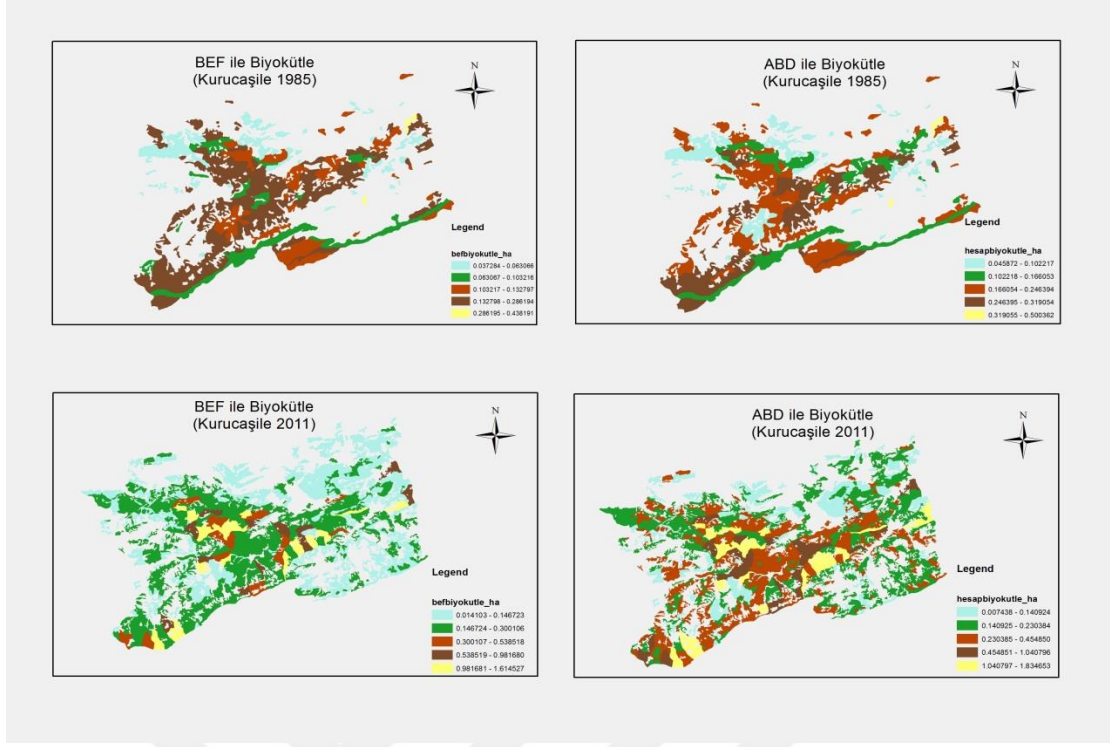 BEF ile Biyokütle
(Kurucaşile 1985)
N
Legend
befbiyokutle_ha
0.037284 - 0.063066
0.063067 - 0.103216
0.103217 - 0.132797
0.132798 - 0.286194
0.286195 - 0.438191
ABD ile Biyokütle
(Kurucaşile 1985)
N
Legend
hesapbiyokutle_ha
0.045872 - 0.102217
0.102218 - 0.166053
0.166054 - 0.246394
0.246395 - 0.319054
0.319055 - 0.500362
BEF ile Biyokütle
(Kurucaşile 2011)
N
Legend
befbiyokutle_ha
0.014103 - 0.146723
0.146724 - 0.300106
0.300107 - 0.538518
0.538519 - 0.981680
0.981681 - 1.614527
ABD ile Biyokütle
(Kurucaşile 2011)
N
Legend
hesapbiyokutle_ha
0.007438 - 0.140924
0.140925 - 0.230384
0.230385 - 0.454850
0.454851 - 1.040796
1.040797 - 1.834653